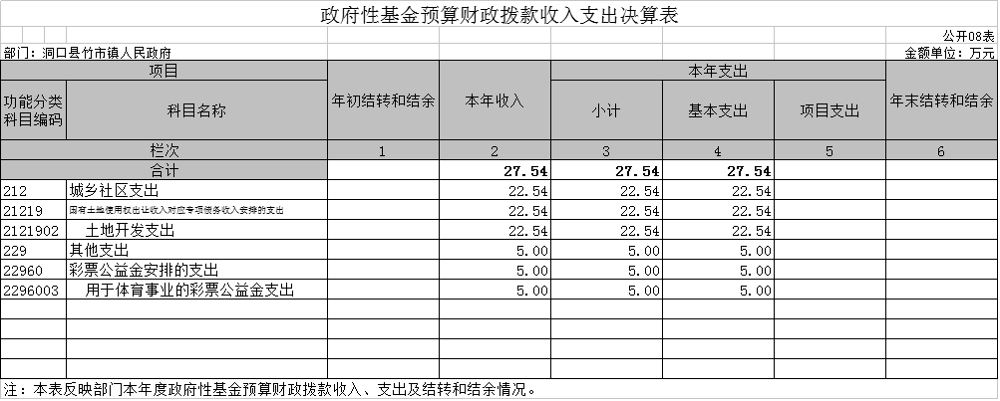 政府性基金预算财政拨款收入支出决算表
公开08表
部门：洞口县竹市镇人民政府 金额单位：万元
项目 年初结转和结余 本年收入 本年支出 年末结转和结余
功能分类科目编码 科目名称 小计 基本支出 项目支出
栏次 1 2 3 4 5 6
合计 27.54 27.54 27.54
212 城乡社区支出 22.54 22.54 22.54
21219 国有土地使用权出让收入对应专项债务收入安排的支出 22.54 22.54 22.54
2121902 土地开发支出 22.54 22.54 22.54
229 其他支出 5.00 5.00 5.00
22960 彩票公益金安排的支出 5.00 5.00 5.00
2296003 用于体育事业的彩票公益金支出 5.00 5.00 5.00
注：本表反映部门本年度政府性基金预算财政拨款收入、支出及结转和结余情况。